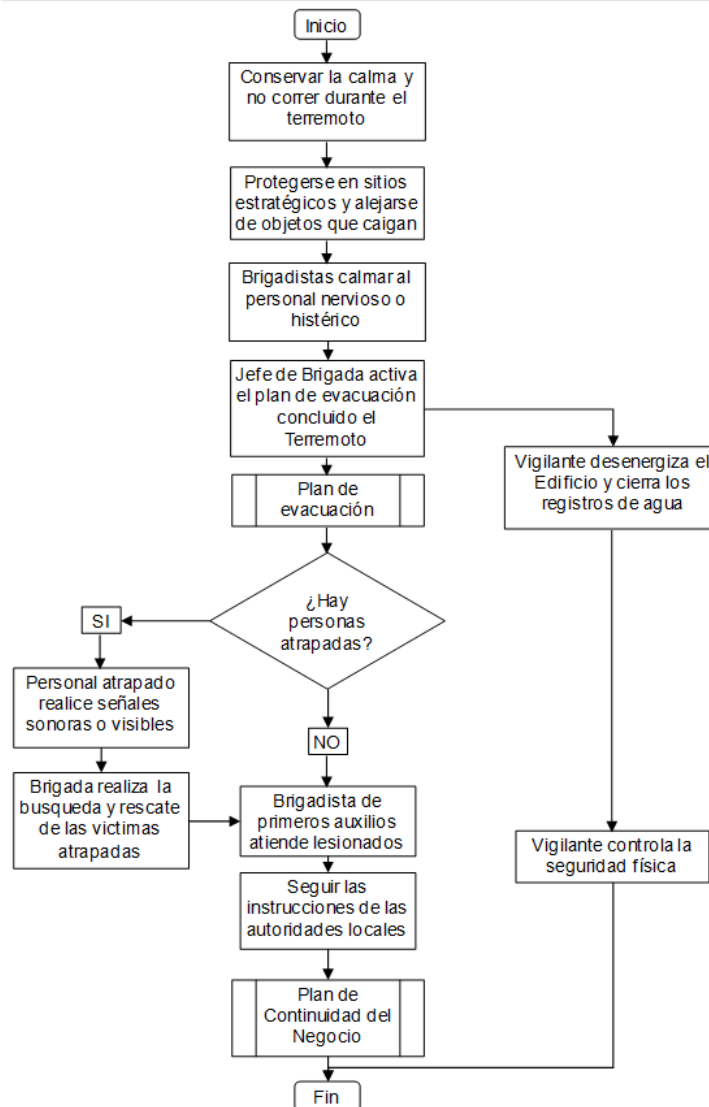 Inicio
Conservar la calma y
no correr durante el
terremoto
Protegerse en sitios
estratégicos y alejarse
de objetos que caigan
Brigadistas calmar al
personal nervioso o
histérico
Jefe de Brigada activa
el plan de evacuación
concluido el
Terremoto
Vigilante desenergiza el
Edificio y cierra los
registros de agua
Plan de
evacuación
¿Hay
personas
atrapadas?
SI
Personal atrapado
realice señales
sonoras o visibles
NO
Brigada realiza la
busqueda y rescate
de las victimas
atrapadas
Brigadista de
primeros auxilios
atiende lesionados
Vigilante controla la
seguridad física
Seguir las
instrucciones de las
autoridades locales
Plan de
Continuidad del
Negocio
Fin